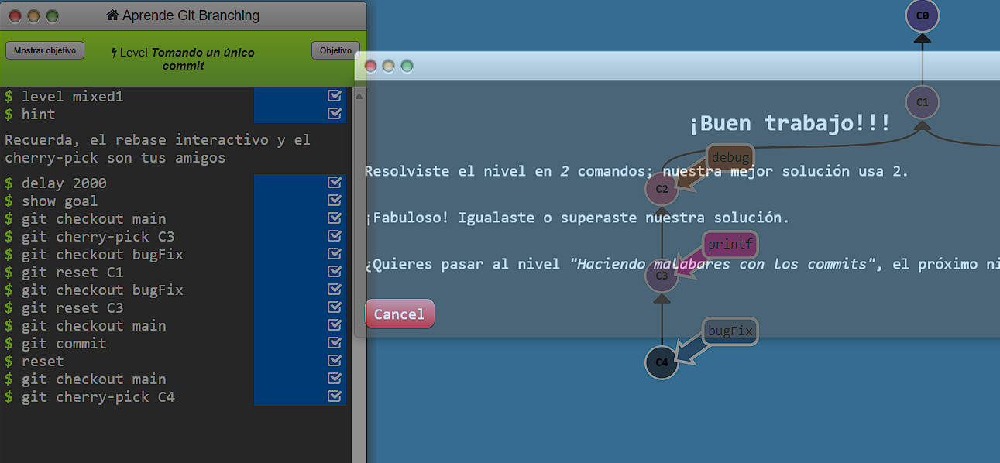 Aprende Git Branching
Mostrar objetivo
Level Tomando un único
commit
Objetivo
$ level mixed1
$ hint
Recuerda, el rebase interactivo y el
cherry-pick son tus amigos
$ delay 2000
$ show goal
$ git checkout main
$ git cherry-pick C3
$ git checkout bugFix
$ git reset C1
$ git checkout bugFix
$ git reset C3
$ git checkout main
$ git commit
$ reset
$ git checkout main
$ git cherry-pick C4
C0
C1
¡Buen trabajo!!!
debug
Resolviste el nivel en 2 comandos; nuestra mejor solución usa 2.
C2
¡Fabuloso! Igualaste o superaste nuestra solución.
printf
¿Quieres pasar al nivel "Haciendo malabares con los commits", el próximo ni
C3
Cancel
bugFix
C4